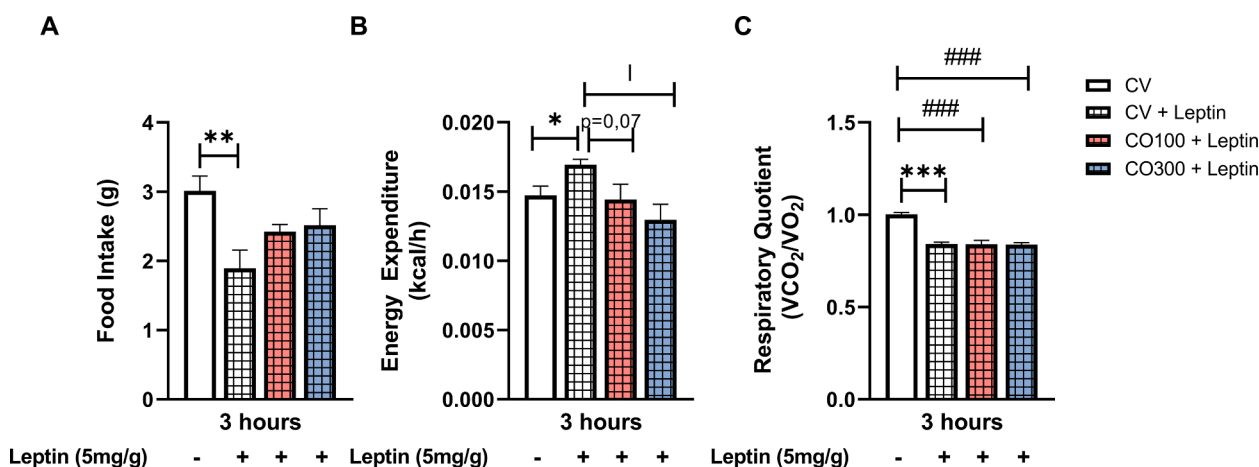 A
B
C
Food Intake (g)
4
3
2
1
0
**
3 hours
Leptin (5mg/g)
-
+
+
+
Energy Expenditure
(kcal/h)
0.020
0.015
0.010
0.005
0.000
*
|
p=0,07
3 hours
Leptin (5mg/g)
-
+
+
+
Respiratory Quotient
(VCO2/VO2)
1.5
1.0
0.5
0.0
###
###
***
3 hours
Leptin (5mg/g)
-
+
+
+
CV
CV + Leptin
CO100 + Leptin
CO300 + Leptin